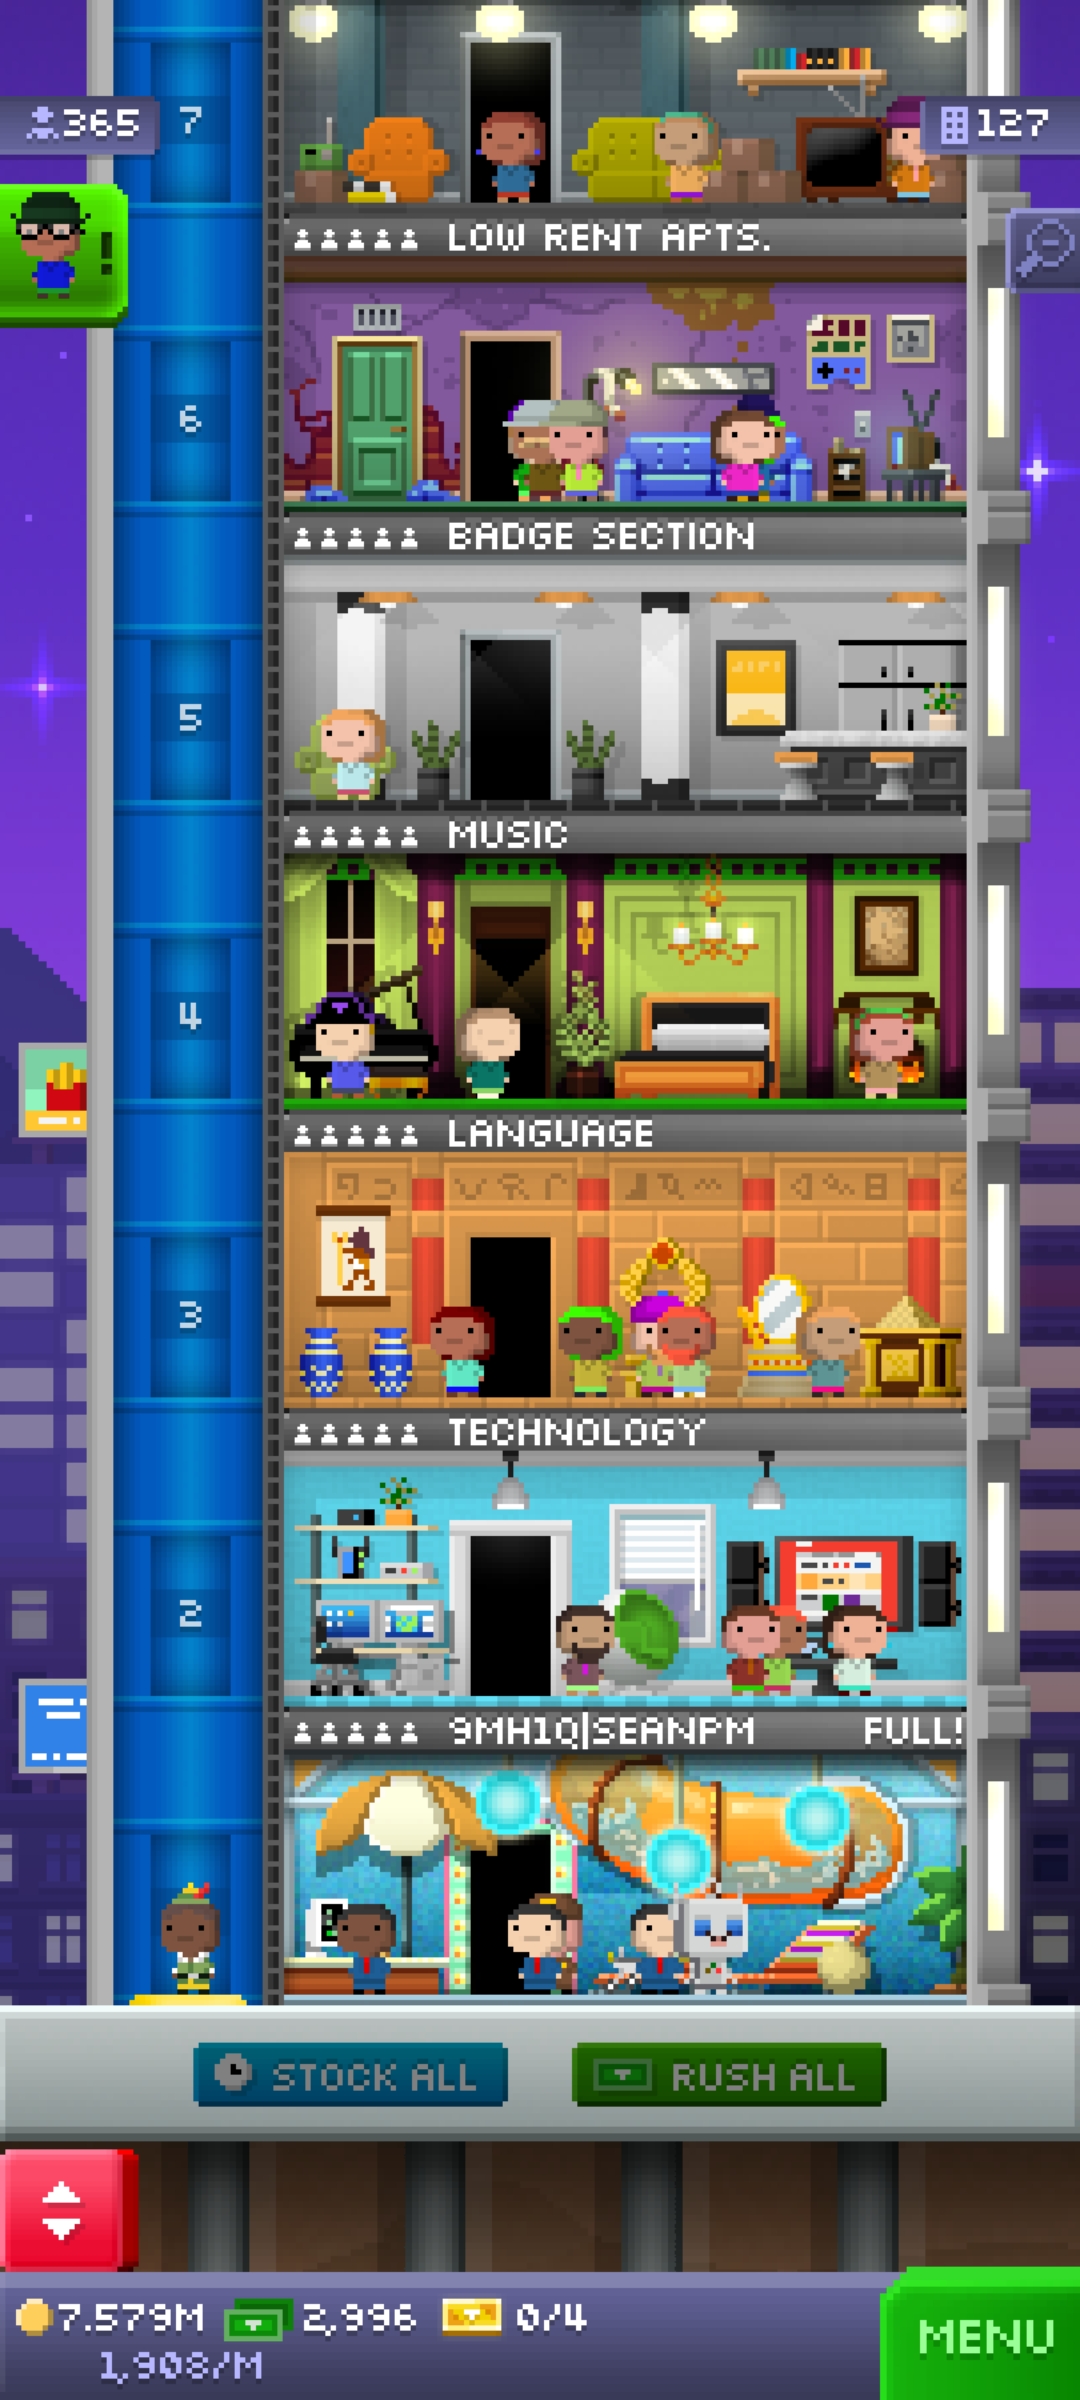 365
7
127
LOW RENT APTS.
6
BADGE SECTION
5
MUSIC
4
LANGUAGE
3
TECHNOLOGY
2
9MH1Q|SEANPM FULL!
STOCK ALL
RUSH ALL
7.579M 2,996 0/4
1,908/M
MENU